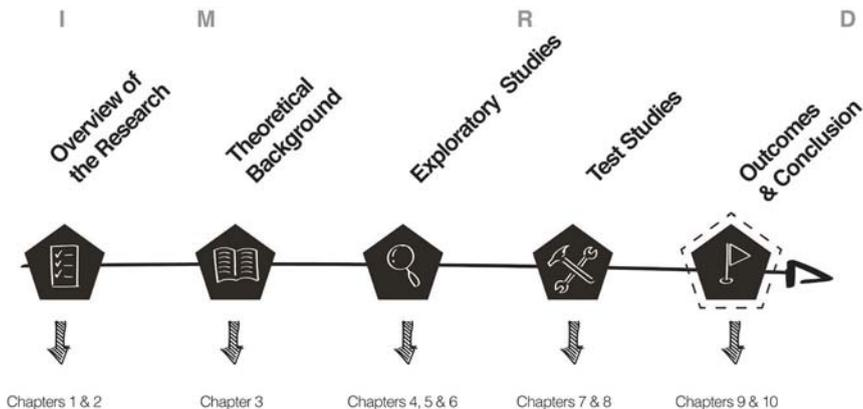 I M R D
Overview of
the Research
Theoretical
Background
Exploratory Studies
Test Studies
Outcomes
& Conclusion
Chapters 1 & 2
Chapter 3
Chapters 4, 5 & 6
Chapters 7 & 8
Chapters 9 & 10